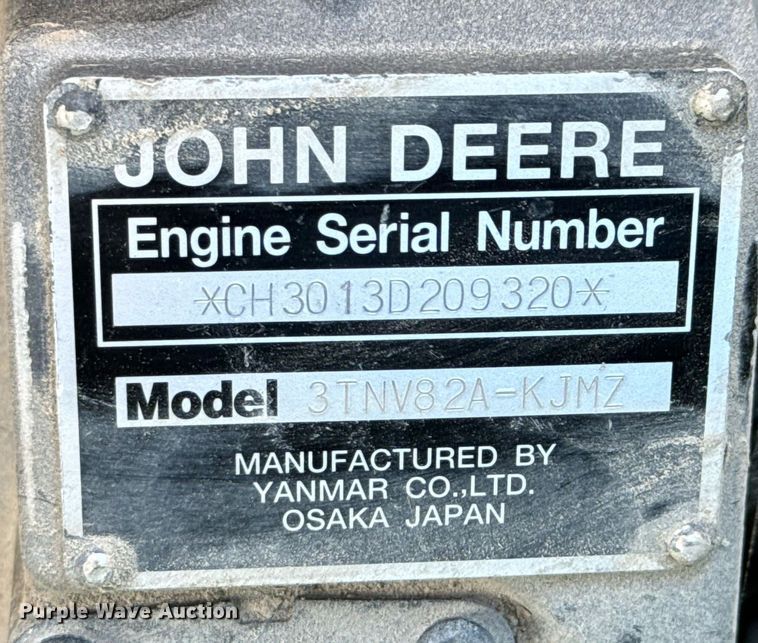 JOHN DEERE
Engine Serial Number
*CH3013D209320*
Model 3TNV82A-KJMZ
MANUFACTURED BY
YANMAR CO.,LTD.
OSAKA JAPAN
Purple Wave Auction